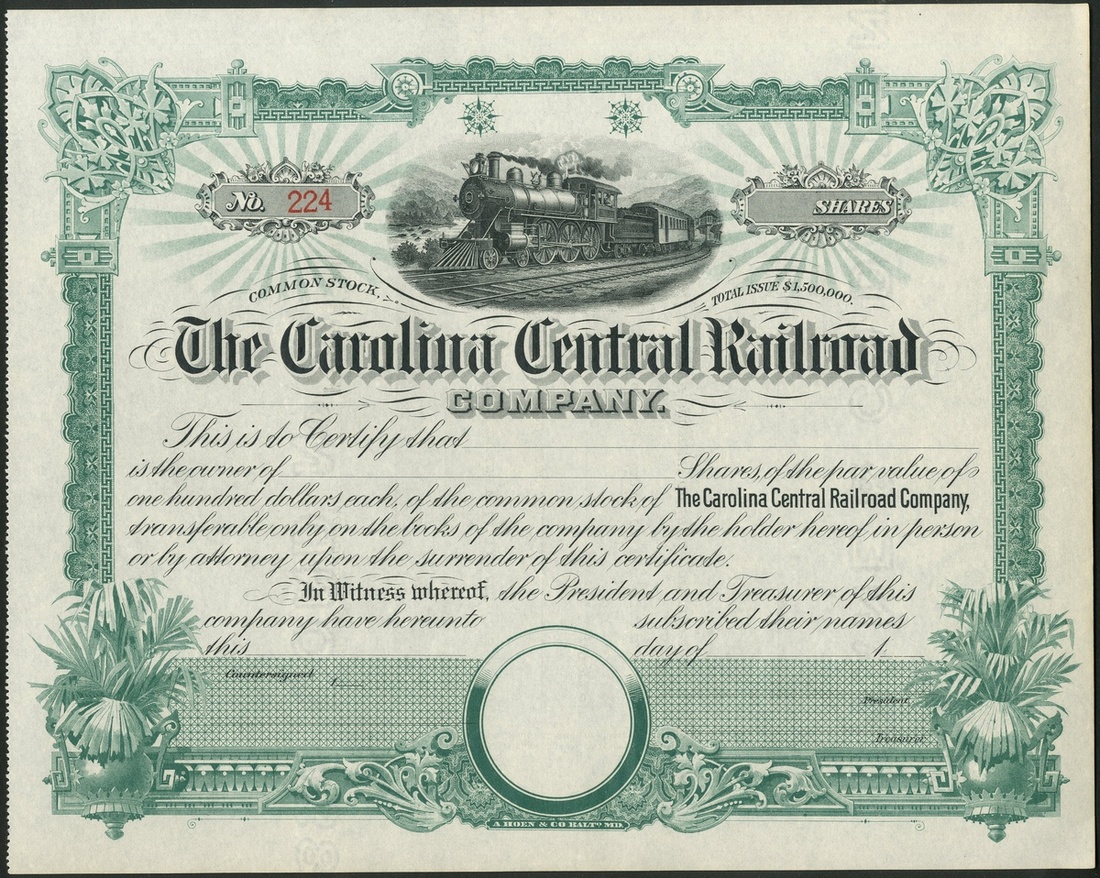 No. 224
SHARES
COMMON STOCK.
TOTAL ISSUE $1,500,000.
The Carolina Central Railroad
COMPANY.
This is to Certify that
is the owner of Shares, of the par value of
one hundred dollars each, of the common stock of The Carolina Central Railroad Company,
transferable only on the books of the company by the holder hereof in person
or by attorney upon the surrender of this certificate.
In Witness whereof, the President and Treasurer of this
company have hereunto subscribed their names
this day of 1
Countersigned 1
President.
Treasurer.
A HOEN & CO BALTO MD.